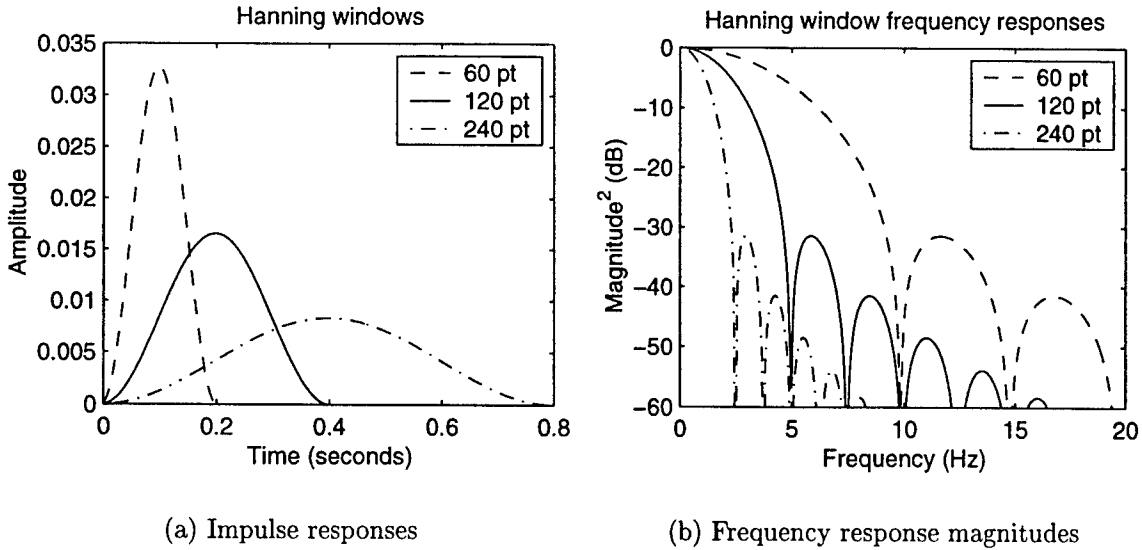 Hanning windows
0.035
0.03
0.025
0.02
0.015
0.01
0.005
0
Amplitude
60 pt
120 pt
240 pt
0
0.2
0.4
0.6
0.8
Time (seconds)
(a) Impulse responses
Hanning window frequency responses
0
−10
−20
−30
−40
−50
−60
Magnitude²(dB)
60 pt
120 pt
240 pt
0
5
10
15
20
Frequency (Hz)
(b) Frequency response magnitudes